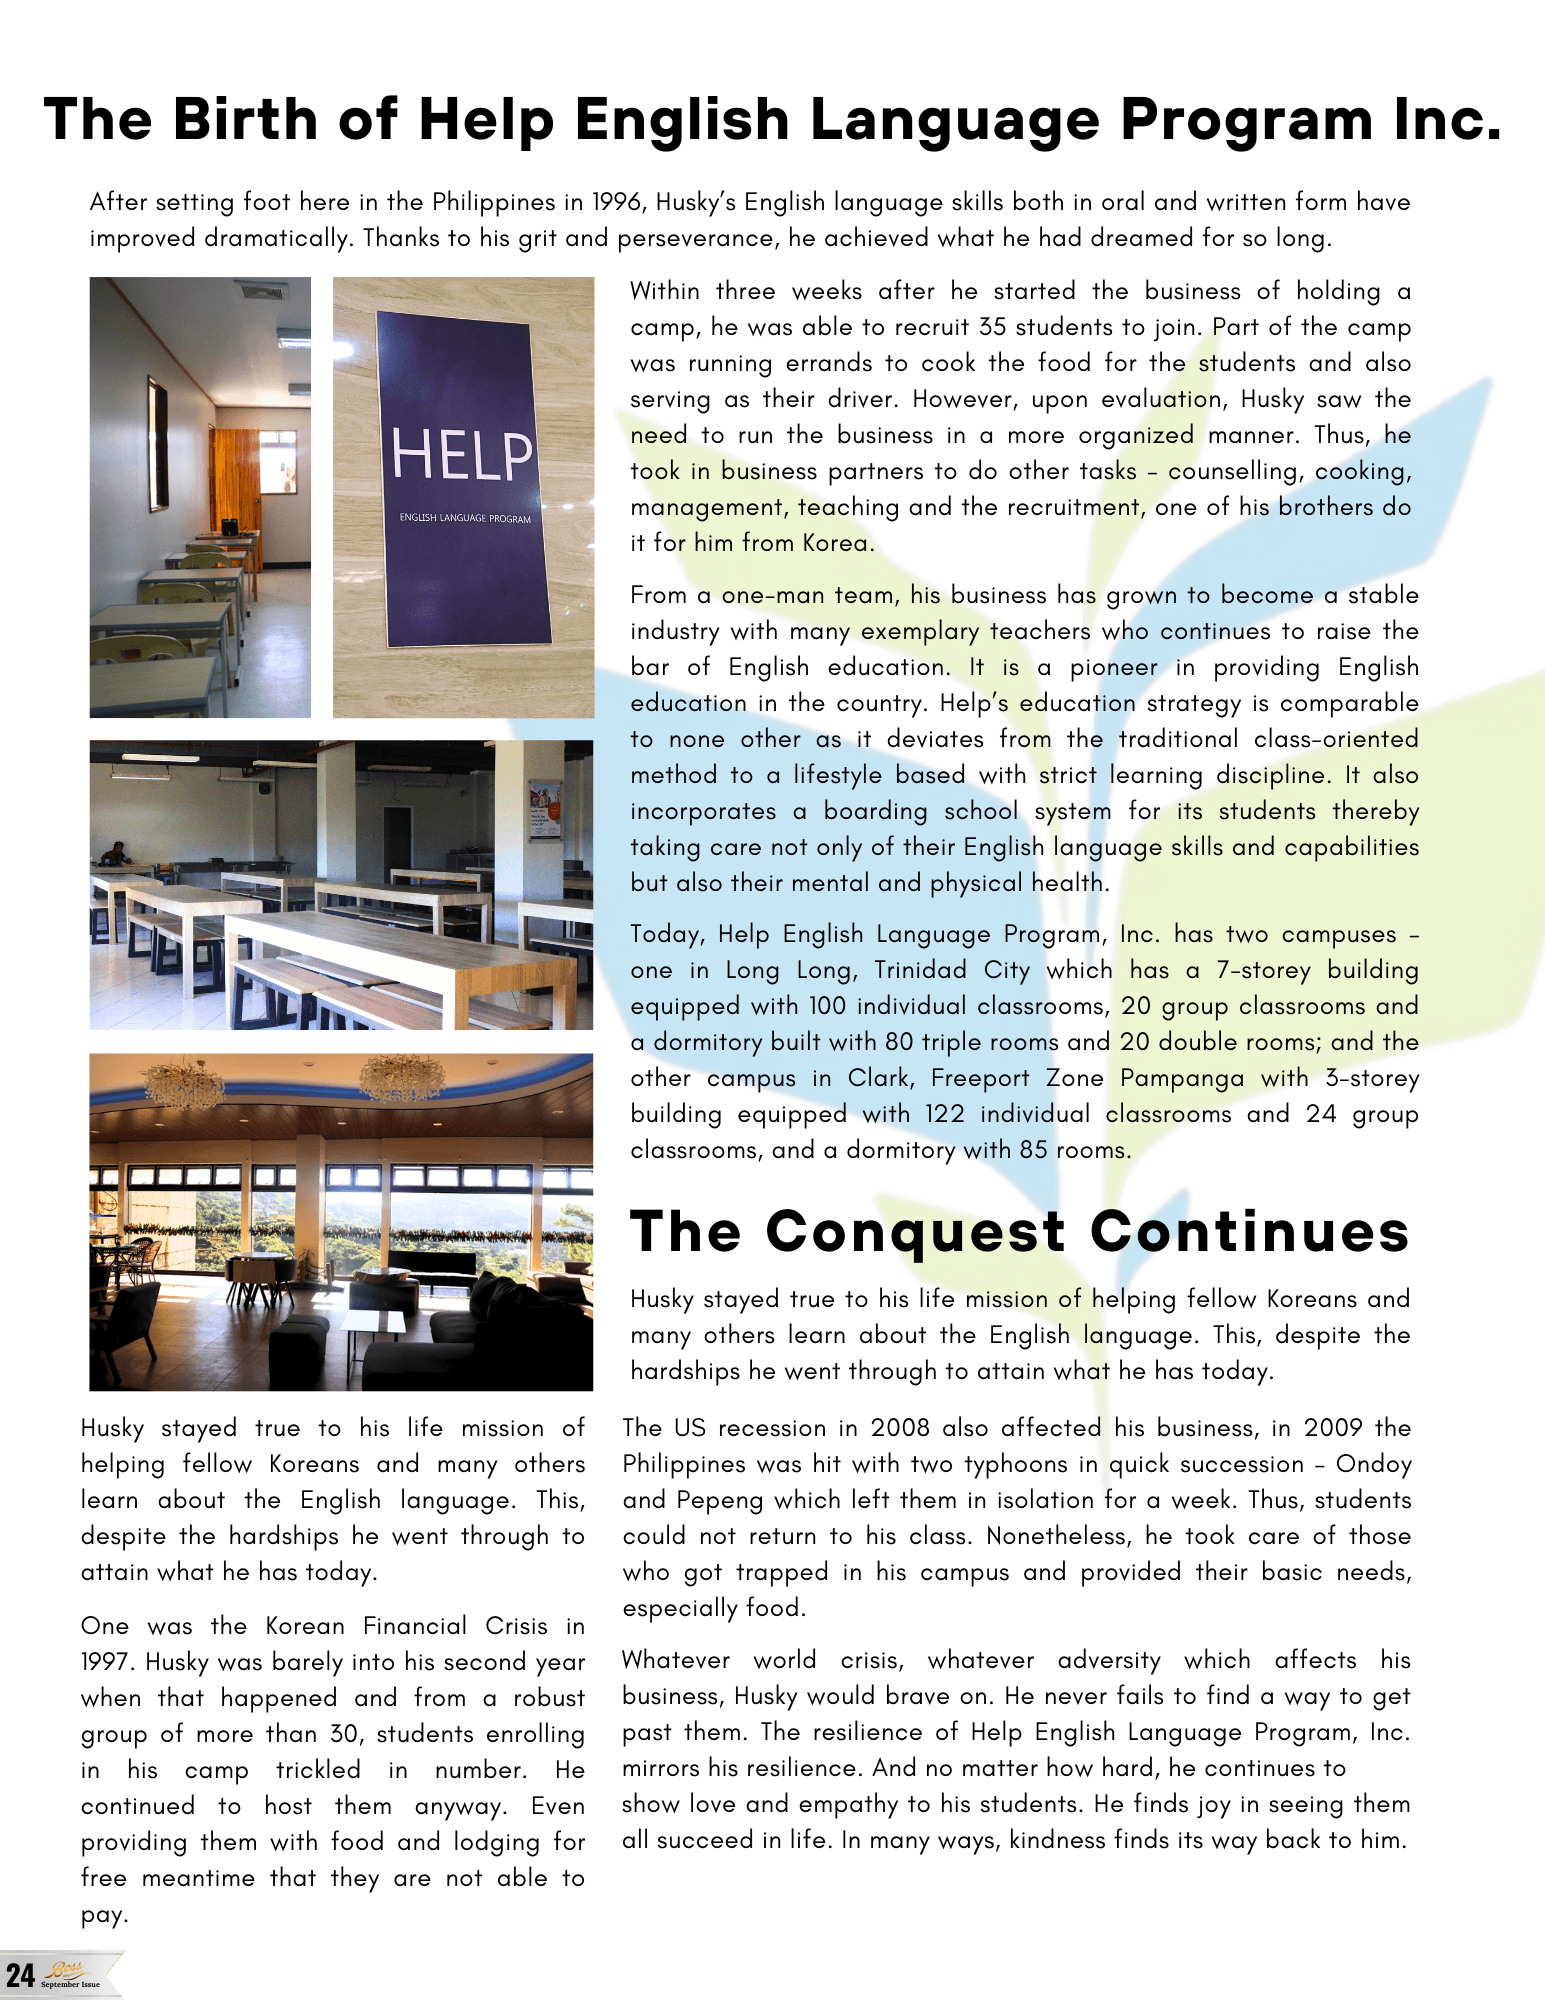 The Birth of Help English Language Program Inc.
After setting foot here in the Philippines in 1996, Husky's English language skills both in oral and written form have
improved dramatically. Thanks to his grit and perseverance, he achieved what he had dreamed for so long.
HELP
ENGLISH LANGUAGE PROGRAM
Within three weeks after he started the business of holding a
camp, he was able to recruit 35 students to join. Part of the camp
was running errands to cook the food for the students and also
serving as their driver. However, upon evaluation, Husky saw the
need to run the business in a more organized manner. Thus, he
took in business partners to do other tasks - counselling, cooking,
management, teaching and the recruitment, one of his brothers do
it for him from Korea.
From a one-man team, his business has grown to become a stable
industry with many exemplary teachers who continues to raise the
bar of English education. It is a pioneer in providing English
education in the country. Help's education strategy is comparable
to none other as it deviates from the traditional class-oriented
method to a lifestyle based with strict learning discipline. It also
incorporates a boarding school system for its students thereby
taking care not only of their English language skills and capabilities
but also their mental and physical health.
Today, Help English Language Program, Inc. has two campuses -
one in Long Long, Trinidad City which has a 7-storey building
equipped with 100 individual classrooms, 20 group classrooms and
a dormitory built with 80 triple rooms and 20 double rooms; and the
other campus in Clark, Freeport Zone Pampanga with 3-storey
building equipped with 122 individual classrooms and 24 group
classrooms, and a dormitory with 85 rooms.
The Conquest Continues
Husky stayed true to his life mission of helping fellow Koreans and
many others learn about the English language. This, despite the
hardships he went through to attain what he has today.
Husky stayed true to his life mission of
helping fellow Koreans and many others
learn about the English language. This,
despite the hardships he went through to
attain what he has today.
One was the Korean Financial Crisis in
1997. Husky was barely into his second year
when that happened and from a robust
group of more than 30, students enrolling
in his camp trickled in number. He
continued to host them anyway. Even
providing them with food and lodging for
free meantime that they are not able to
pay.
The US recession in 2008 also affected his business, in 2009 the
Philippines was hit with two typhoons in quick succession - Ondoy
and Pepeng which left them in isolation for a week. Thus, students
could not return to his class. Nonetheless, he took care of those
who got trapped in his campus and provided their basic needs,
especially food.
Whatever world crisis, whatever adversity which affects his
business, Husky would brave on. He never fails to find a way to get
past them. The resilience of Help English Language Program, Inc.
mirrors his resilience. And no matter how hard, he continues to
show love and empathy to his students. He finds joy in seeing them
all succeed in life. In many ways, kindness finds its way back to him.
24
Boss
September Issue